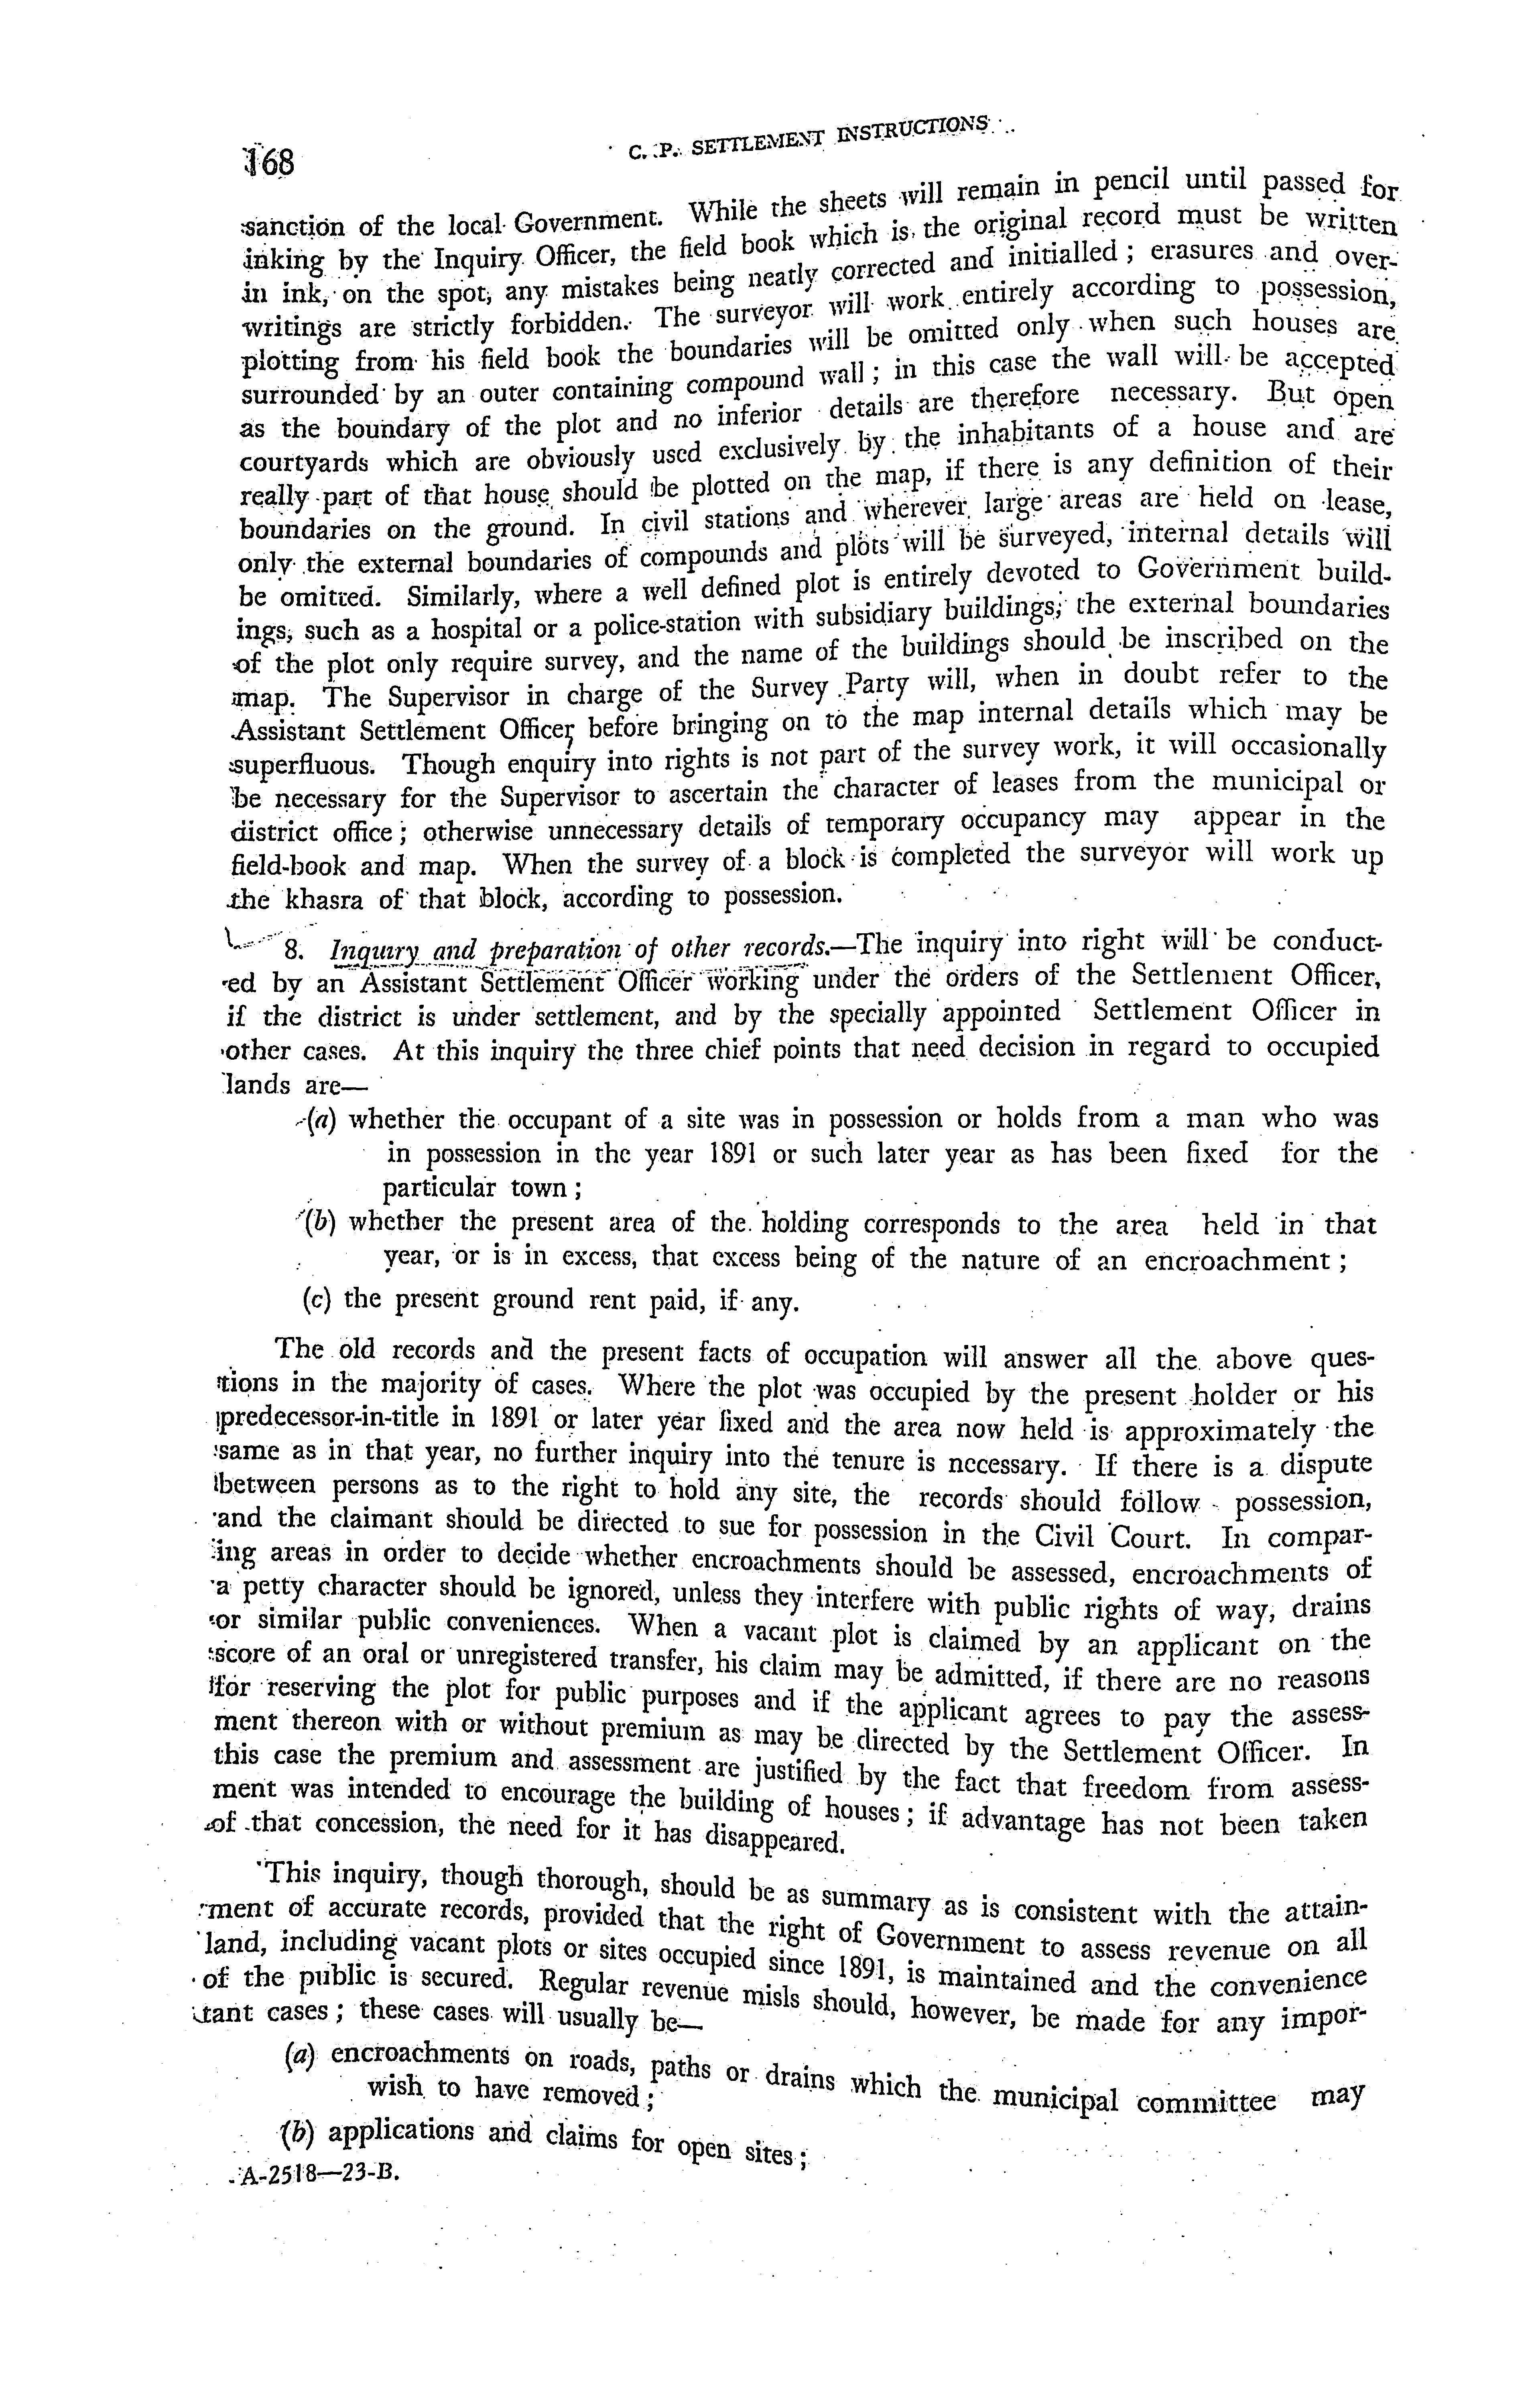 168
C. P. SETTLEMENT INSTRUCTIONS
sanction of the local Government. While the sheets will remain in pencil until passed for
inking by the Inquiry Officer, the field book which is, the original record must be written
in ink, on the spot, any mistakes being neatly corrected and initialled ; erasures and over-
writings are strictly forbidden. The surveyor will work entirely according to possession,
plotting from his field book the boundaries will be omitted only when such houses are
surrounded by an outer containing compound wall ; in this case the wall will be accepted
as the boundary of the plot and no inferior details are therefore necessary. But open
courtyards which are obviously used exclusively by the inhabitants of a house and are
really part of that house should be plotted on the map, if there is any definition of their
boundaries on the ground. In civil stations and wherever large areas are held on lease,
only the external boundaries of compounds and plots will be surveyed, internal details will
be omitted. Similarly, where a well defined plot is entirely devoted to Government build-
ings, such as a hospital or a police-station with subsidiary buildings, the external boundaries
of the plot only require survey, and the name of the buildings should be inscribed on the
map. The Supervisor in charge of the Survey Party will, when in doubt refer to the
Assistant Settlement Officer before bringing on to the map internal details which may be
superfluous. Though enquiry into rights is not part of the survey work, it will occasionally
be necessary for the Supervisor to ascertain the character of leases from the municipal or
district office ; otherwise unnecessary details of temporary occupancy may appear in the
field-book and map. When the survey of a block is completed the surveyor will work up
the khasra of that block, according to possession.
8. Inquiry and preparation of other records.—The inquiry into right will be conduct-
ed by an Assistant Settlement Officer working under the orders of the Settlement Officer,
if the district is under settlement, and by the specially appointed Settlement Officer in
other cases. At this inquiry the three chief points that need decision in regard to occupied
lands are—
(a) whether the occupant of a site was in possession or holds from a man who was
in possession in the year 1891 or such later year as has been fixed for the
particular town ;
(b) whether the present area of the holding corresponds to the area held in that
year, or is in excess, that excess being of the nature of an encroachment ;
(c) the present ground rent paid, if any.
The old records and the present facts of occupation will answer all the above ques-
tions in the majority of cases. Where the plot was occupied by the present holder or his
predecessor-in-title in 1891 or later year fixed and the area now held is approximately the
same as in that year, no further inquiry into the tenure is necessary. If there is a dispute
between persons as to the right to hold any site, the records should follow possession,
and the claimant should be directed to sue for possession in the Civil Court. In compar-
ing areas in order to decide whether encroachments should be assessed, encroachments of
a petty character should be ignored, unless they interfere with public rights of way, drains
or similar public conveniences. When a vacant plot is claimed by an applicant on the
score of an oral or unregistered transfer, his claim may be admitted, if there are no reasons
for reserving the plot for public purposes and if the applicant agrees to pay the assess-
ment thereon with or without premium as may be directed by the Settlement Officer. In
this case the premium and assessment are justified by the fact that freedom from assess-
ment was intended to encourage the building of houses ; if advantage has not been taken
of that concession, the need for it has disappeared.
This inquiry, though thorough, should be as summary as is consistent with the attain-
ment of accurate records, provided that the right of Government to assess revenue on all
land, including vacant plots or sites occupied since 1891, is maintained and the convenience
of the public is secured. Regular revenue misls should, however, be made for any impor-
tant cases ; these cases will usually be—
(a) encroachments on roads, paths or drains which the municipal committee may
wish to have removed ;
(b) applications and claims for open sites ;
A-2518—23-B.